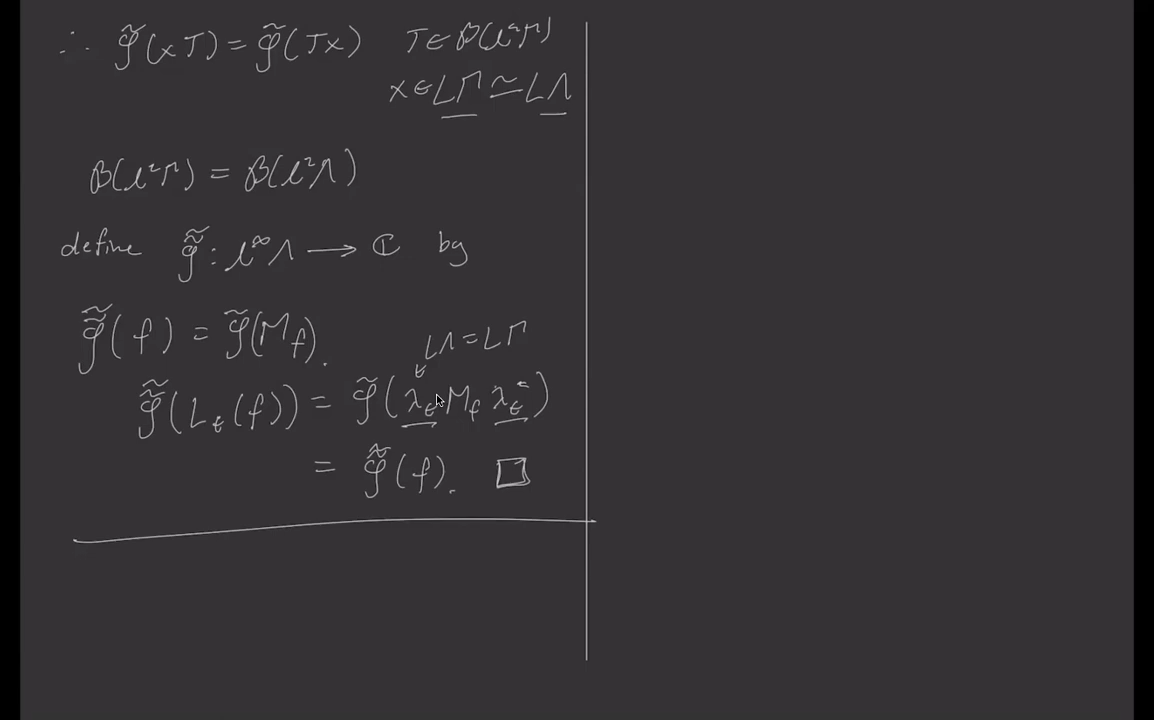 ∴ φ̃(xT) = φ̃(Tx)   T∈B(ℓ²Γ)
x∈LΓ ≃ LΛ
B(ℓ²Γ) = B(ℓ²Λ)
define φ̃̃ : ℓ^∞Λ ⟶ ℂ by
φ̃̃(f) = φ̃(M_f).
LΛ = LΓ
φ̃̃(L_t(f)) = φ̃(λ_t M_f λ_t*)
= φ̃̃(f). □